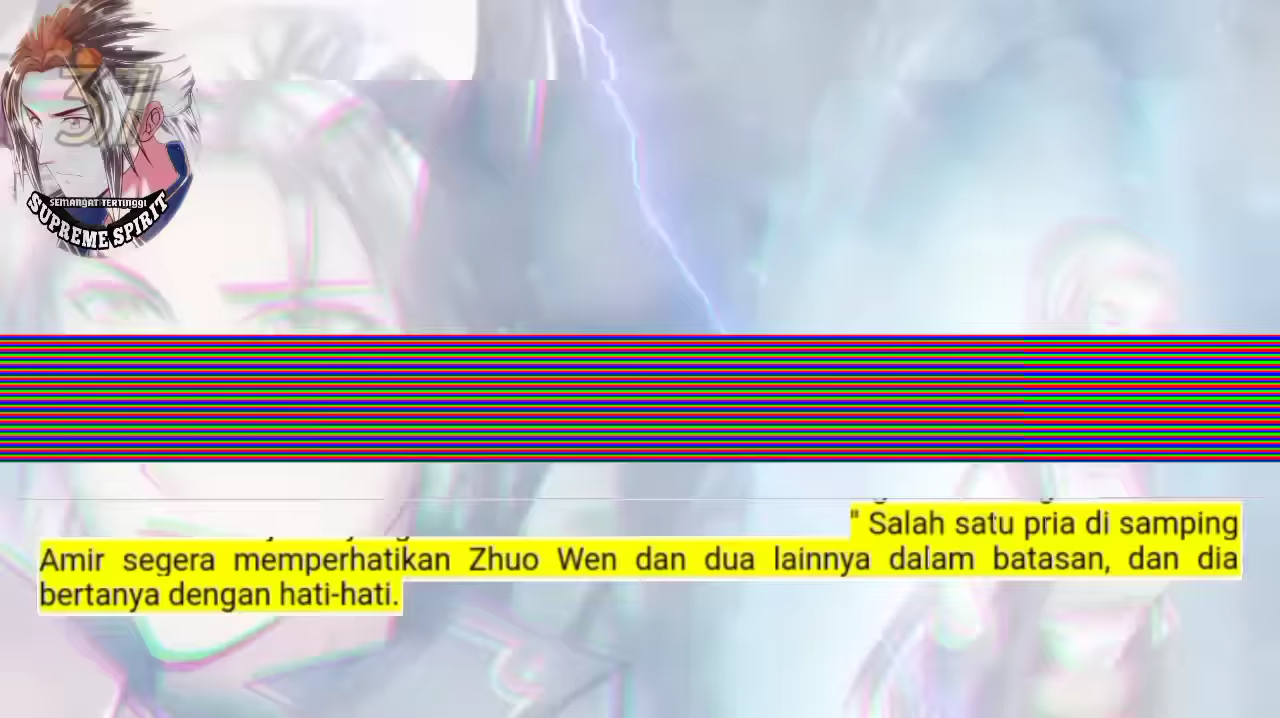 37
SEMANGAT TERTINGGI
SUPREME SPIRIT
" Salah satu pria di samping
Amir segera memperhatikan Zhuo Wen dan dua lainnya dalam batasan, dan dia
bertanya dengan hati-hati.